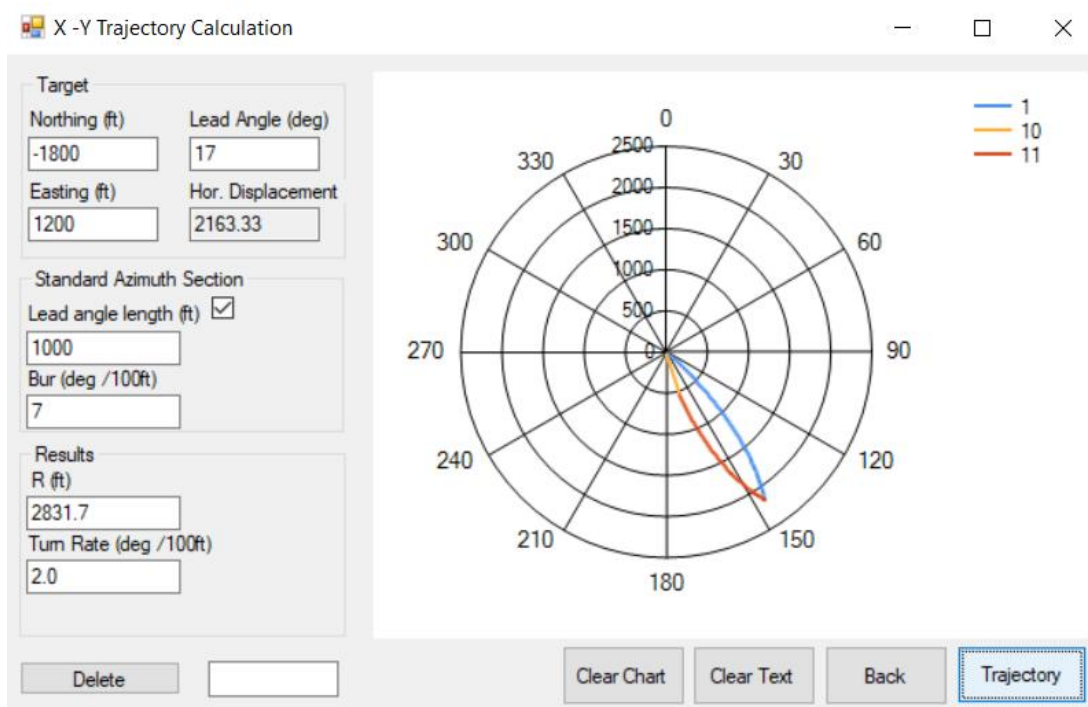 X -Y Trajectory Calculation
Target
Northing (ft) Lead Angle (deg)
-1800 17
Easting (ft) Hor. Displacement
1200 2163.33
Standard Azimuth Section
Lead angle length (ft)
1000
Bur (deg /100ft)
7
Results
R (ft)
2831.7
Turn Rate (deg /100ft)
2.0
Delete
0
30
60
90
120
150
180
210
240
270
300
330
2500
2000
1500
1000
500
0
1
10
11
Clear Chart Clear Text Back Trajectory